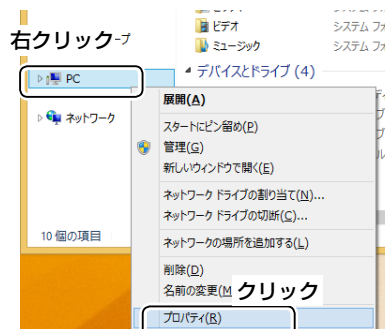 ビデオ
システム フォ
右クリック
ープ
ミュージック
システム フォ
デバイスとドライブ (4)
PC
展開(A)
ネットワーク
スタートにピン留め(P)
管理(G)
新しいウィンドウで開く(E)
ネットワーク ドライブの割り当て(N)...
ネットワーク ドライブの切断(C)...
10 個の項目
ネットワークの場所を追加する(L)
削除(D)
名前の変更(M
クリック
プロパティ(R)